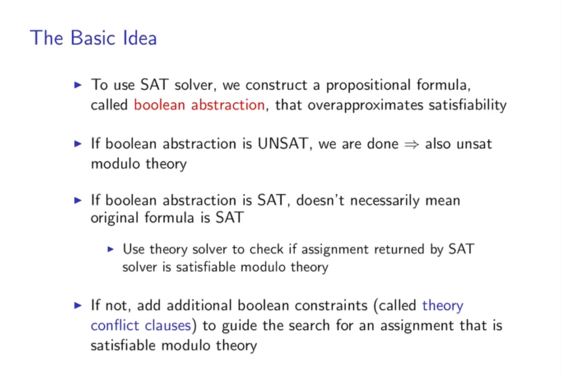 The Basic Idea
▶ To use SAT solver, we construct a propositional formula,
called boolean abstraction, that overapproximates satisfiability
▶ If boolean abstraction is UNSAT, we are done ⇒ also unsat
modulo theory
▶ If boolean abstraction is SAT, doesn't necessarily mean
original formula is SAT
▶ Use theory solver to check if assignment returned by SAT
solver is satisfiable modulo theory
▶ If not, add additional boolean constraints (called theory
conflict clauses) to guide the search for an assignment that is
satisfiable modulo theory